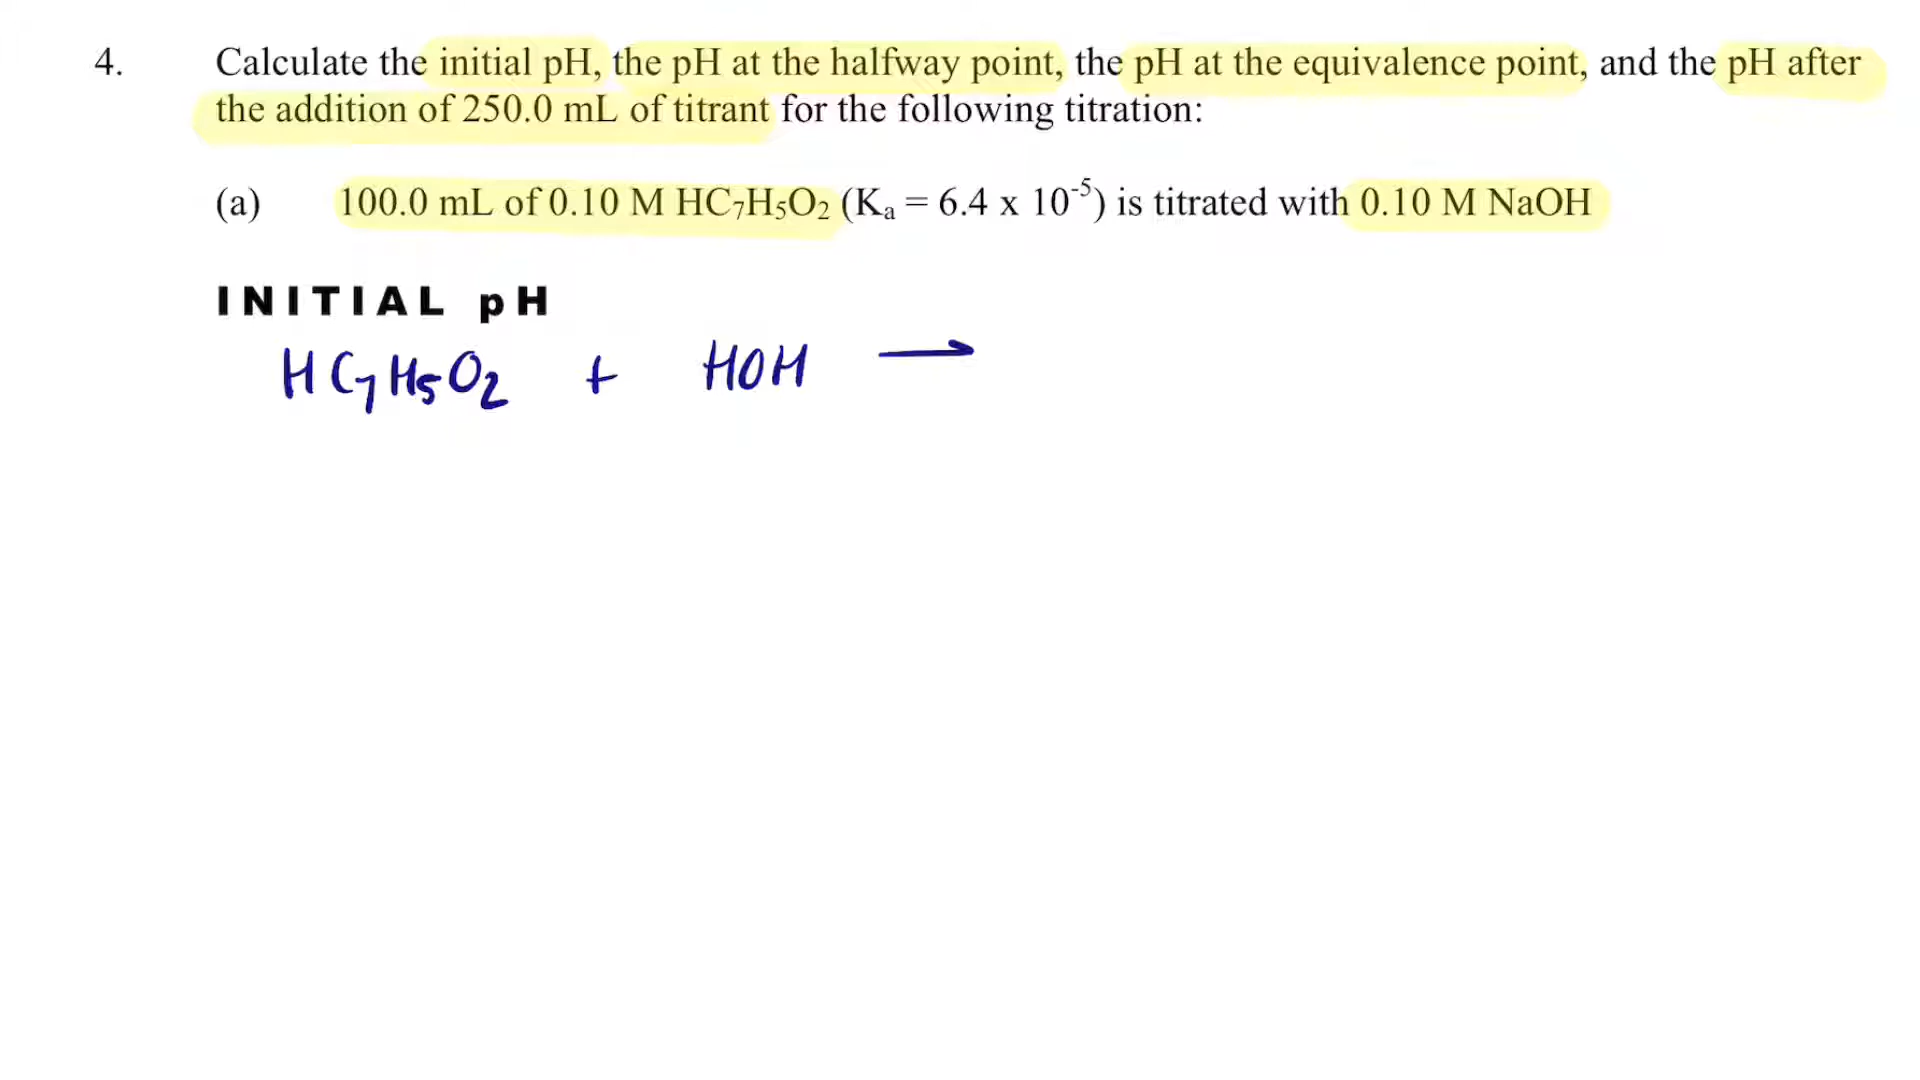 4. Calculate the initial pH, the pH at the halfway point, the pH at the equivalence point, and the pH after
the addition of 250.0 mL of titrant for the following titration:
(a) 100.0 mL of 0.10 M HC₇H₅O₂ (Kₐ = 6.4 x 10⁻⁵) is titrated with 0.10 M NaOH
INITIAL pH
HC₇H₅O₂ + HOH →